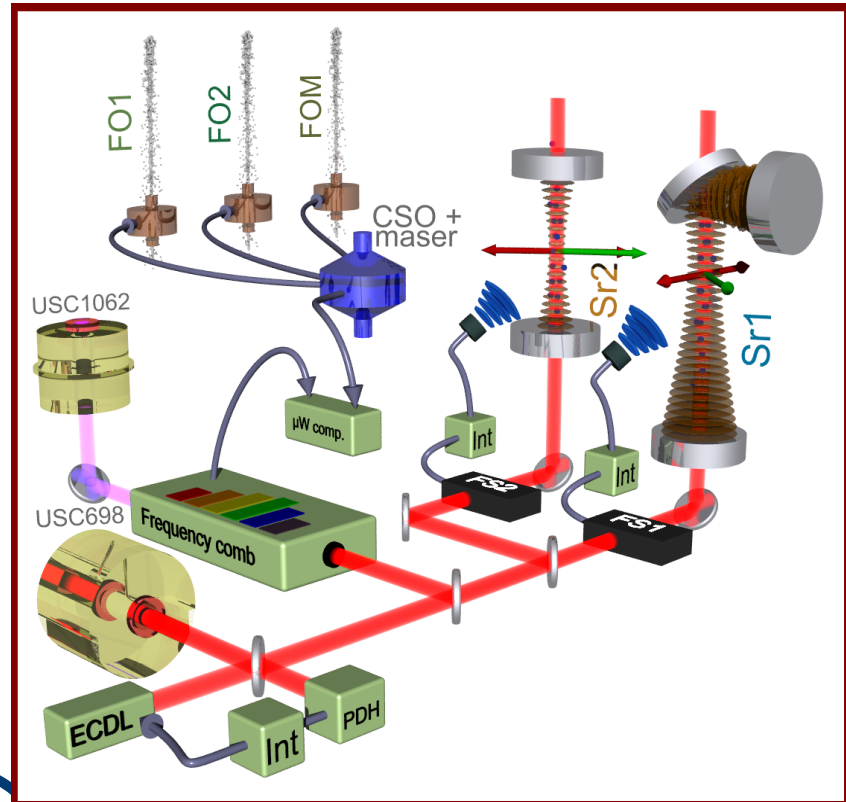 FO1
FO2
FOM
CSO +
maser
Sr2
Sr1
USC1062
µW comp.
Int
Int
FS2
FS1
USC698
Frequency comb
ECDL
Int
PDH